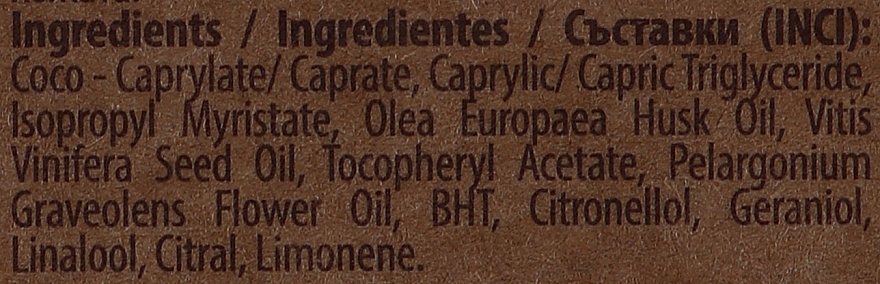 Ingredients / Ingredientes / Съставки (INCI):
Coco - Caprylate/ Caprate, Caprylic/ Capric Triglyceride,
Isopropyl Myristate, Olea Europaea Husk Oil, Vitis
Vinifera Seed Oil, Tocopheryl Acetate, Pelargonium
Graveolens Flower Oil, BHT, Citronellol, Geraniol,
Linalool, Citral, Limonene.